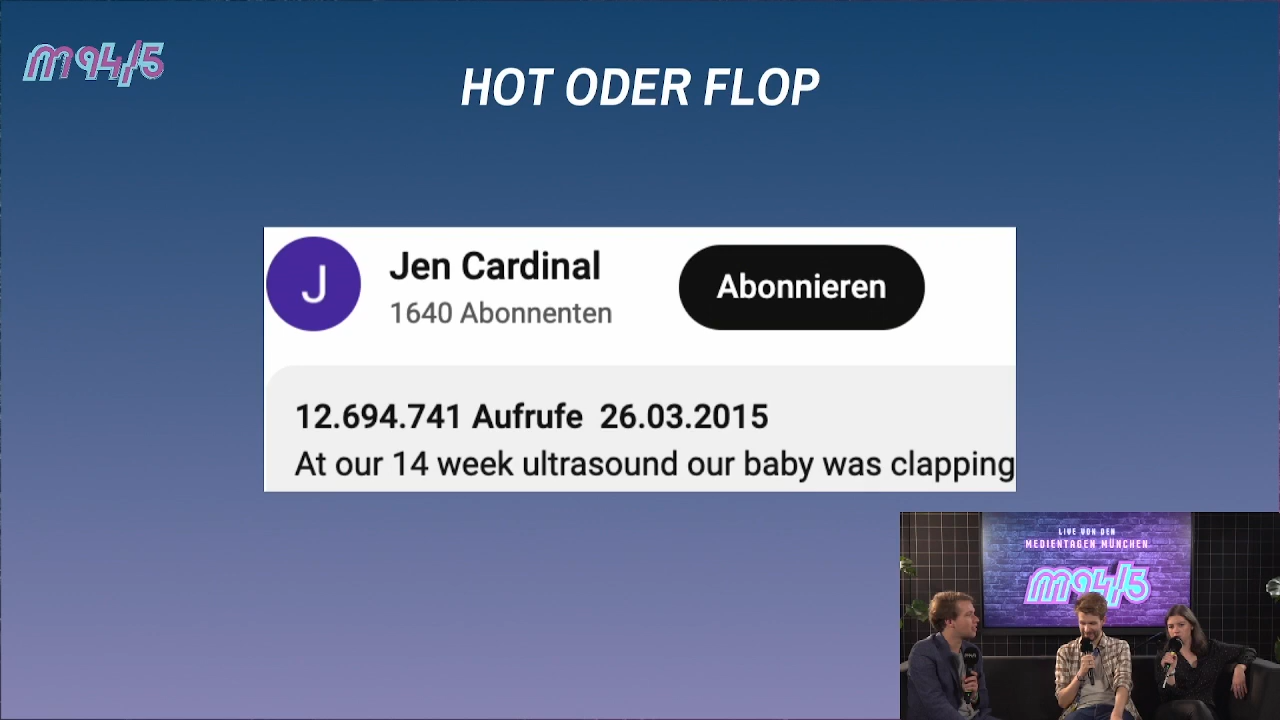 M94/5
HOT ODER FLOP
J
Jen Cardinal
1640 Abonnenten
Abonnieren
12.694.741 Aufrufe 26.03.2015
At our 14 week ultrasound our baby was clapping
LIVE VON DEN
MEDIENTAGEN MÜNCHEN
M94/5